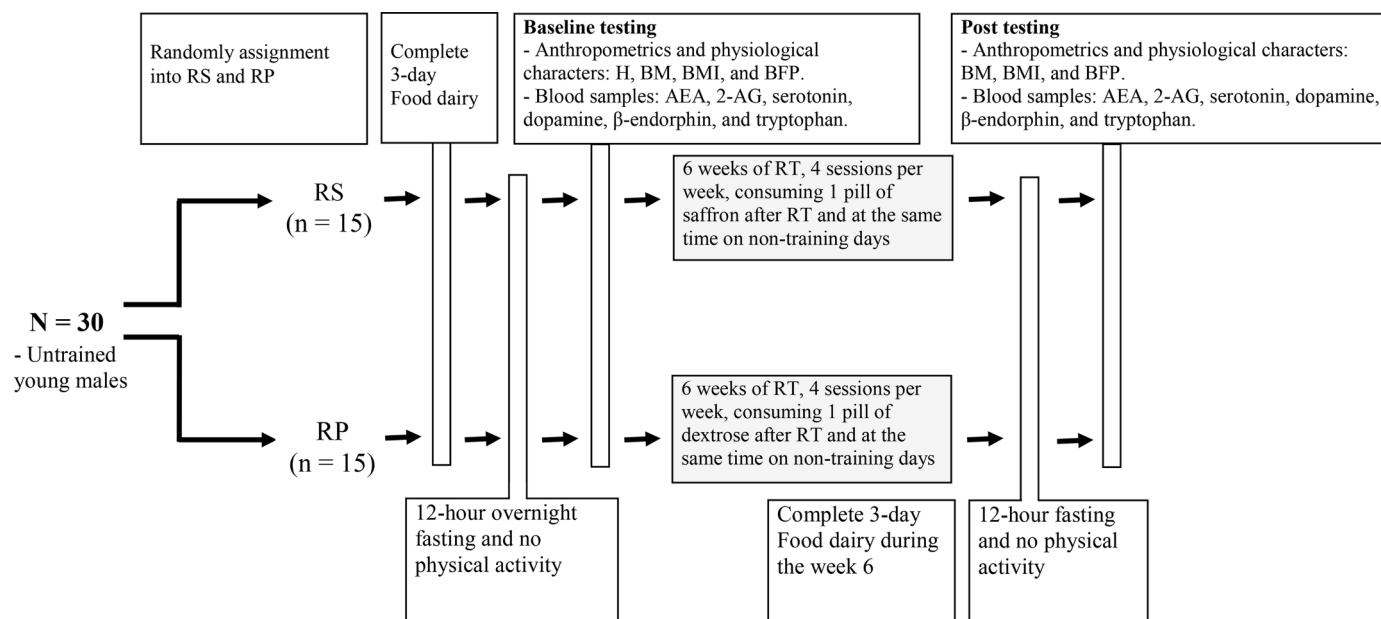 Randomly assignment
into RS and RP
Complete
3-day
Food dairy
Baseline testing
- Anthropometrics and physiological
characters: H, BM, BMI, and BFP.
- Blood samples: AEA, 2-AG, serotonin,
dopamine, β-endorphin, and tryptophan.
Post testing
- Anthropometrics and physiological characters:
BM, BMI, and BFP.
- Blood samples: AEA, 2-AG, serotonin, dopamine,
β-endorphin, and tryptophan.
N = 30
- Untrained
young males
RS
(n = 15)
6 weeks of RT, 4 sessions per
week, consuming 1 pill of
saffron after RT and at the same
time on non-training days
RP
(n = 15)
6 weeks of RT, 4 sessions per
week, consuming 1 pill of
dextrose after RT and at the
same time on non-training days
12-hour overnight
fasting and no
physical activity
Complete 3-day
Food dairy during
the week 6
12-hour fasting
and no physical
activity